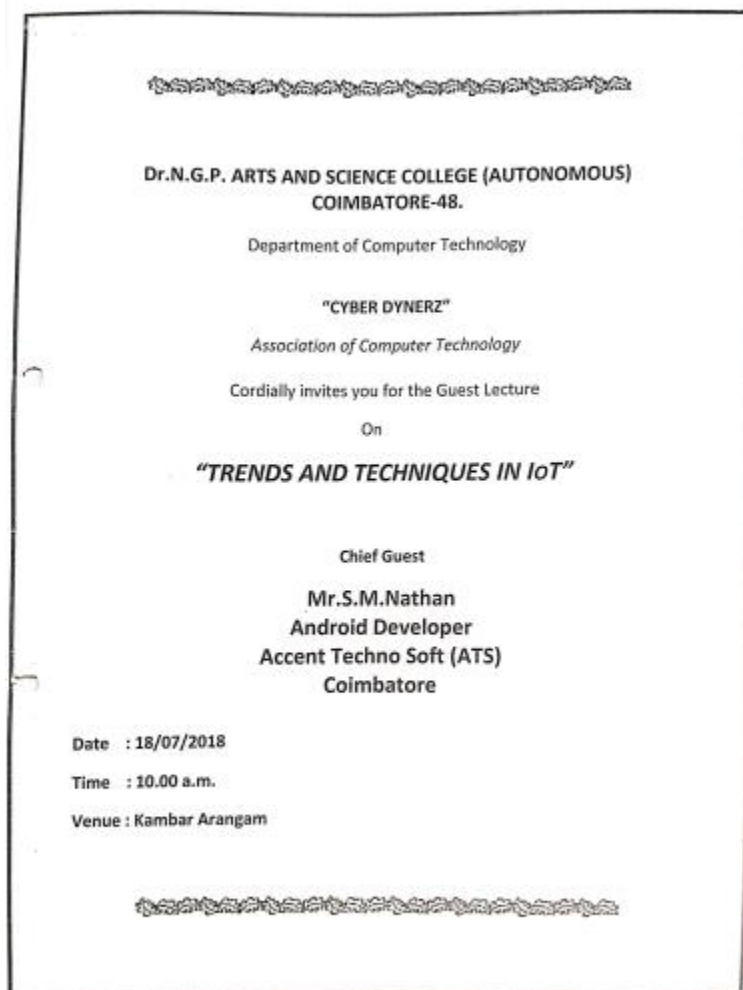 Dr.N.G.P. ARTS AND SCIENCE COLLEGE (AUTONOMOUS)
COIMBATORE-48.
Department of Computer Technology
"CYBER DYNERZ"
Association of Computer Technology
Cordially invites you for the Guest Lecture
On
"TRENDS AND TECHNIQUES IN IoT"
Chief Guest
Mr.S.M.Nathan
Android Developer
Accent Techno Soft (ATS)
Coimbatore
Date : 18/07/2018
Time : 10.00 a.m.
Venue : Kambar Arangam